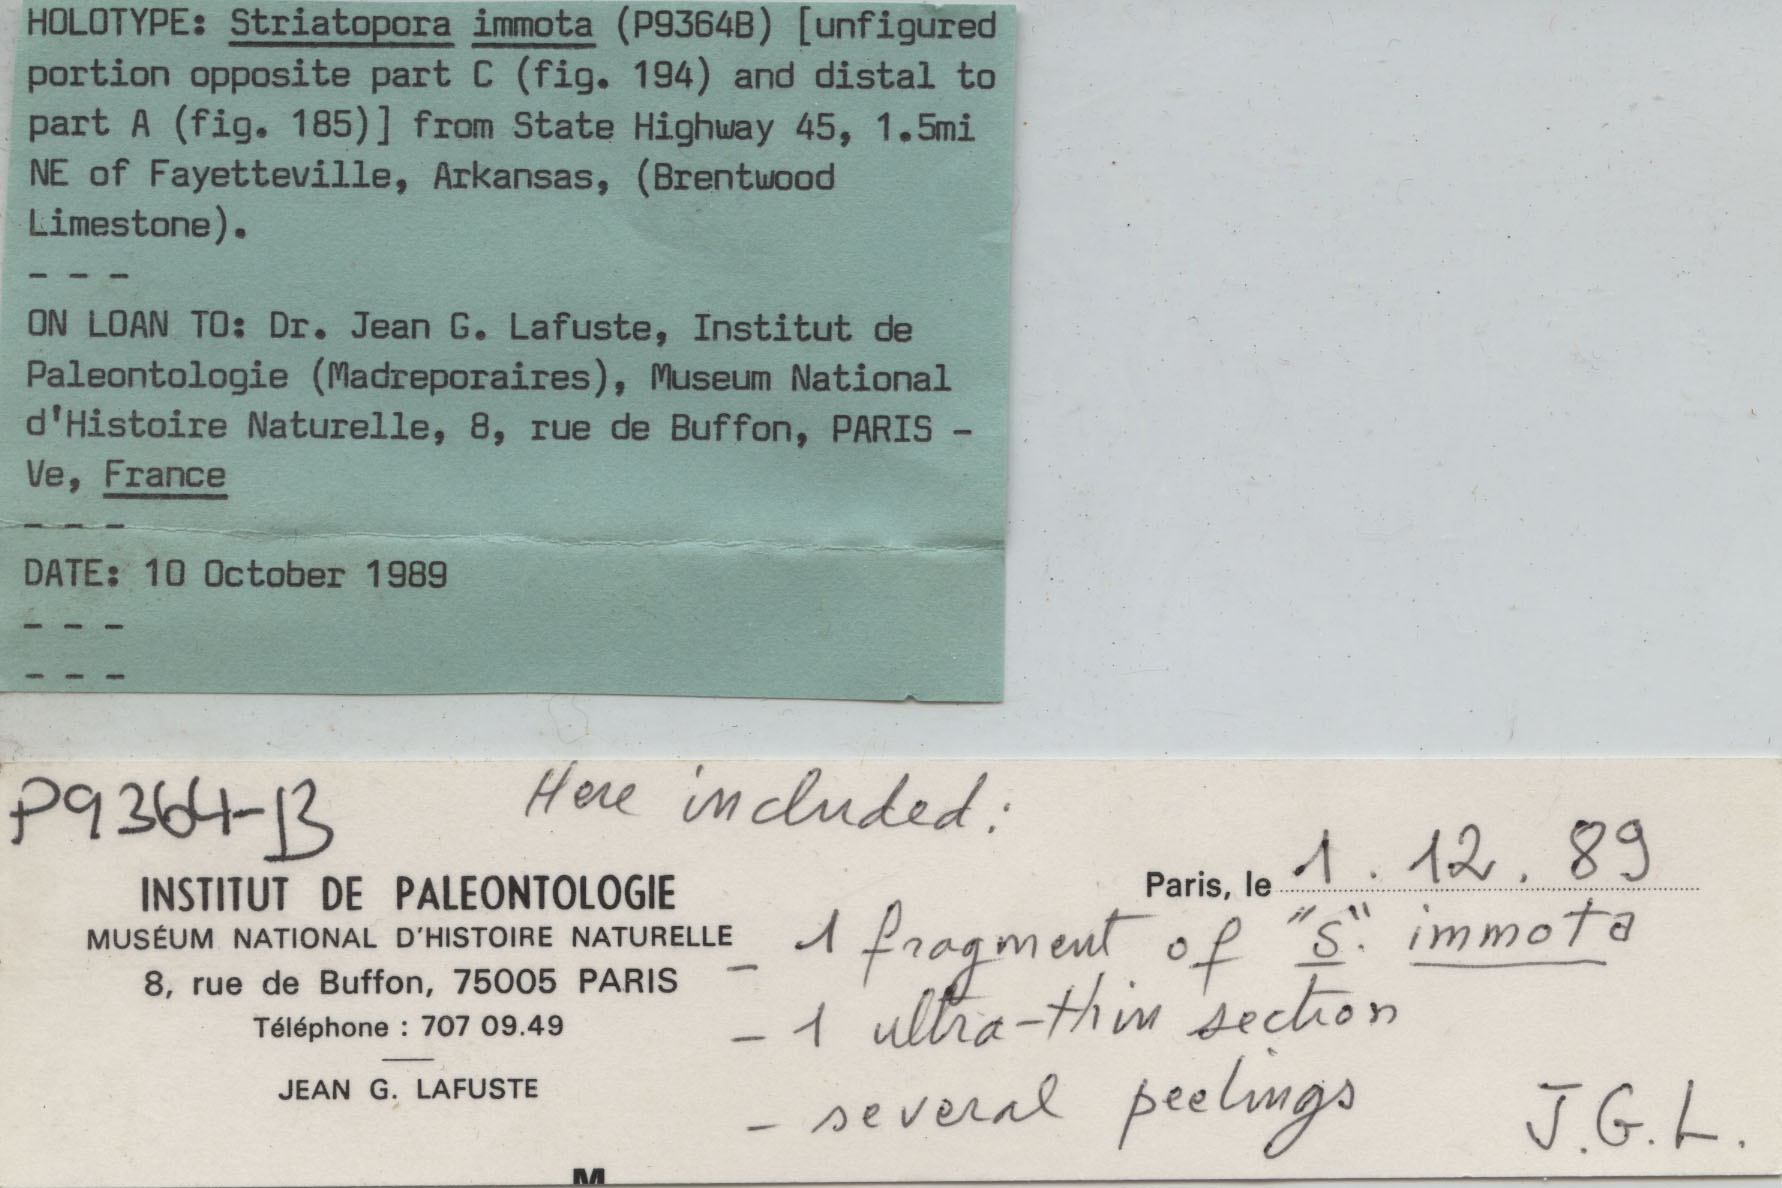 HOLOTYPE: Striatopora immota (P9364B) [unfigured
portion opposite part C (fig. 194) and distal to
part A (fig. 185)] from State Highway 45, 1.5mi
NE of Fayetteville, Arkansas, (Brentwood
Limestone).
- - -
ON LOAN TO: Dr. Jean G. Lafuste, Institut de
Paleontologie (Madreporaires), Museum National
d'Histoire Naturelle, 8, rue de Buffon, PARIS -
Ve, France
- - -
DATE: 10 October 1989
- - -
- - -
P9364-B
Here included:
INSTITUT DE PALEONTOLOGIE
MUSÉUM NATIONAL D'HISTOIRE NATURELLE
8, rue de Buffon, 75005 PARIS
Téléphone : 707 09.49
JEAN G. LAFUSTE
Paris, le 1.12.89
- 1 fragment of "S". immota
- 1 ultra-thin section
- several peelings
J.G.L.
M